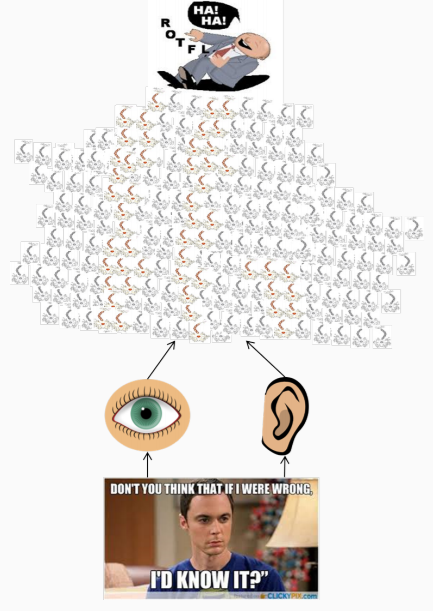 HA!
HA!
ROTFL
DON'T YOU THINK THAT IF I WERE WRONG,
I'D KNOW IT?"
CLICKYPIX.com